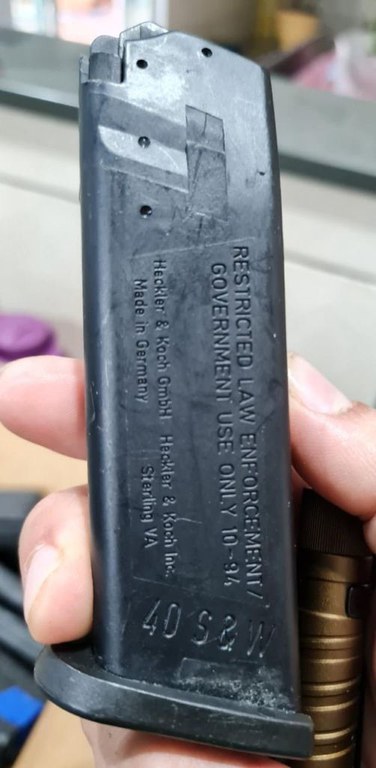 RESTRICTED LAW ENFORCEMENT/
GOVERNMENT USE ONLY 10-94
Heckler & Koch GmbH Heckler & Koch Inc.
Made in Germany Sterling VA
40 S&W